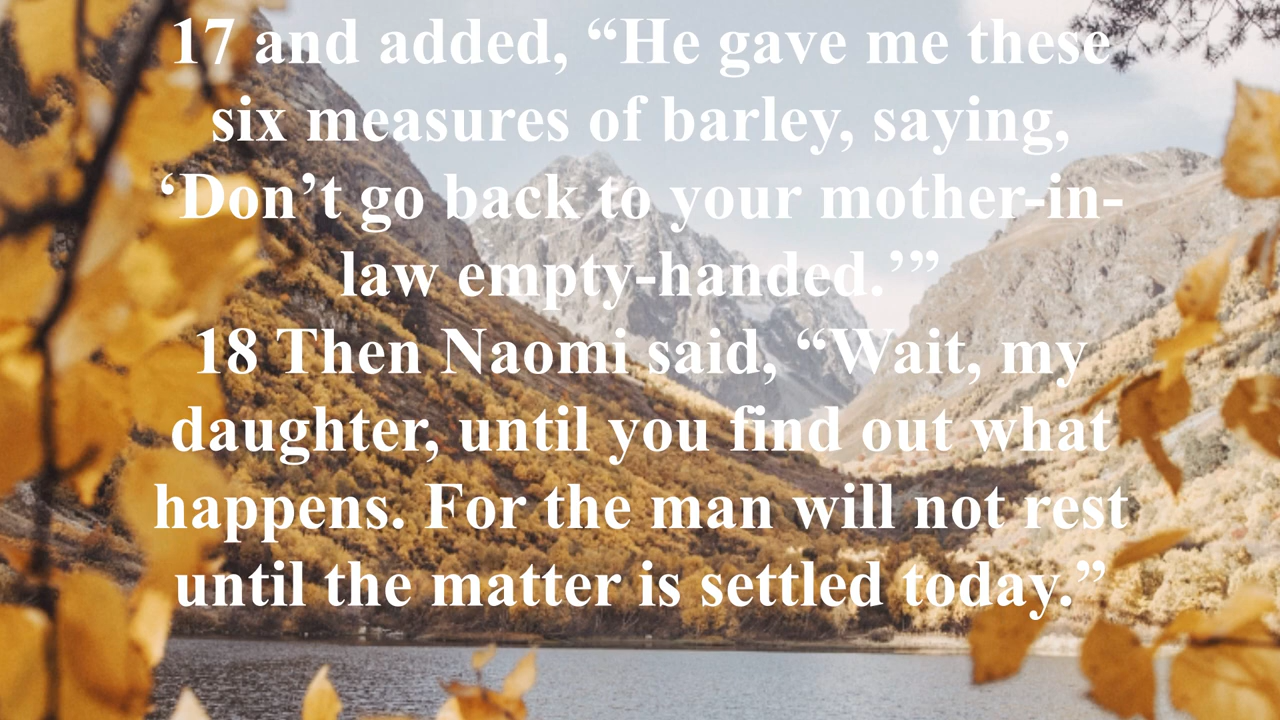 17 and added, “He gave me these
six measures of barley, saying,
‘Don’t go back to your mother-in-
law empty-handed.’”
18 Then Naomi said, “Wait, my
daughter, until you find out what
happens. For the man will not rest
until the matter is settled today.”